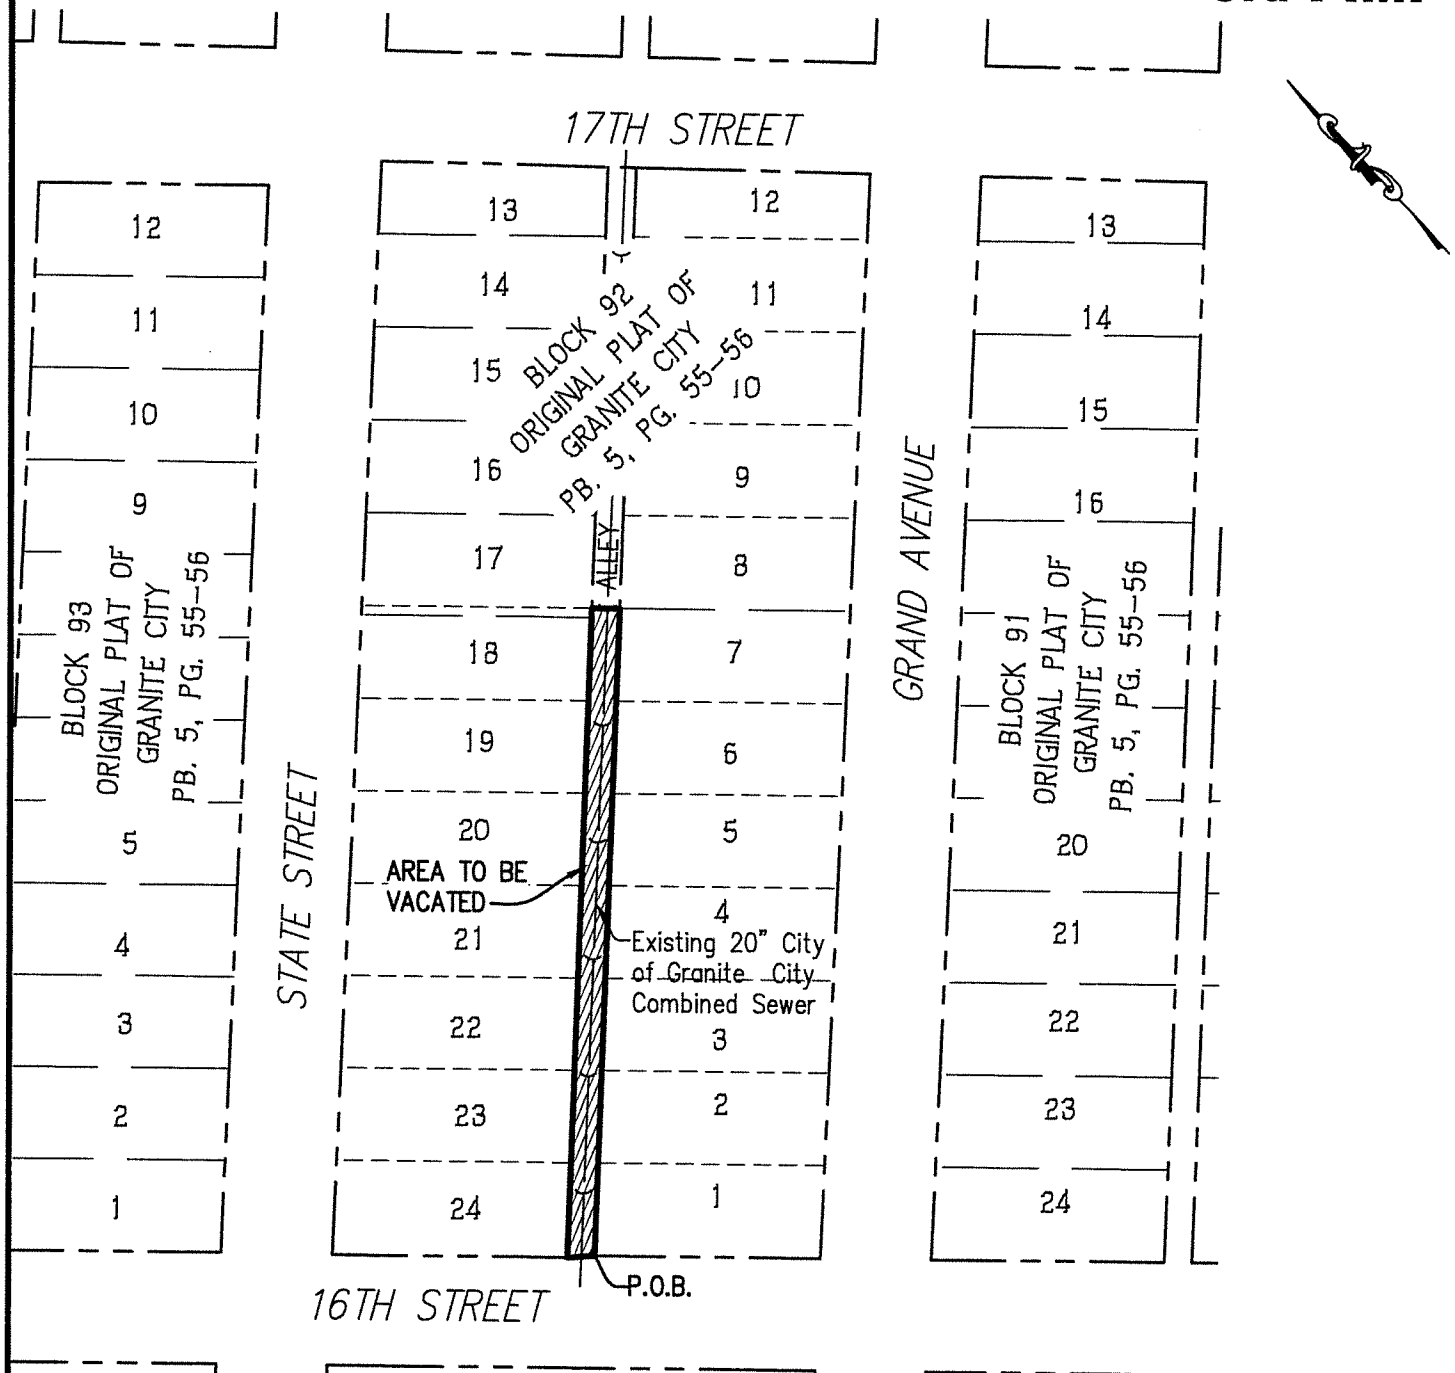 17TH STREET
12
11
10
9
BLOCK 93
ORIGINAL PLAT OF
GRANITE CITY
PB. 5, PG. 55-56
5
4
3
2
1
STATE STREET
13
14
15
16
17
18
19
20
21
22
23
24
BLOCK 92
ORIGINAL PLAT OF
GRANITE CITY
PB. 5, PG. 55-56
ALLEY
AREA TO BE
VACATED
12
11
10
9
8
7
6
5
4
Existing 20" City
of Granite City
Combined Sewer
3
2
1
P.O.B.
GRAND AVENUE
13
14
15
16
BLOCK 91
ORIGINAL PLAT OF
GRANITE CITY
PB. 5, PG. 55-56
20
21
22
23
24
16TH STREET